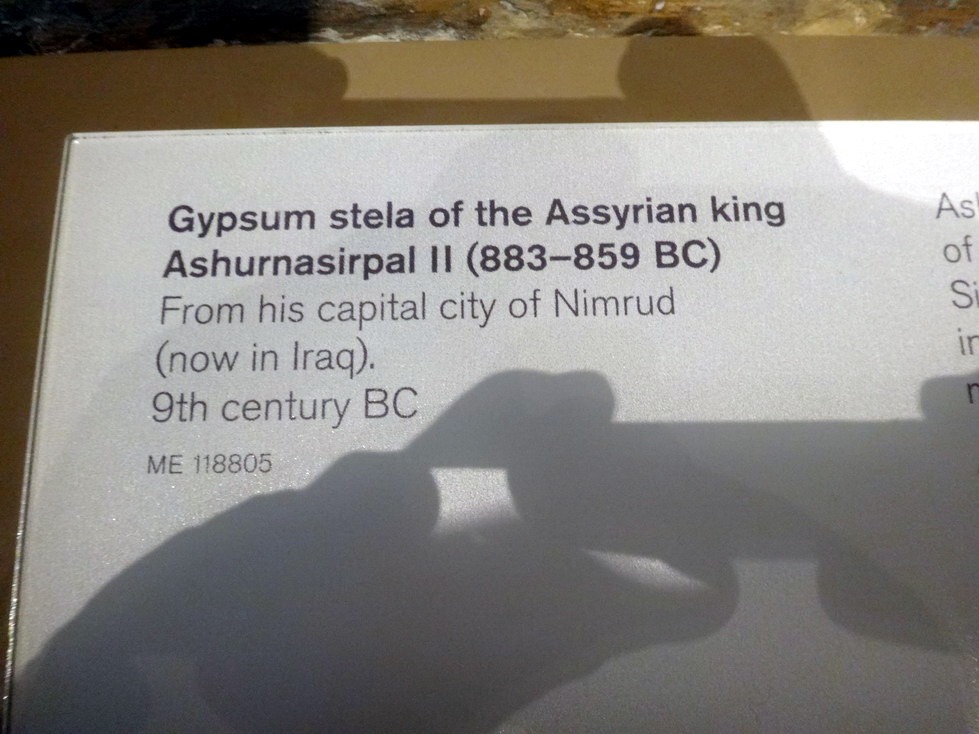 Gypsum stela of the Assyrian king
Ashurnasirpal II (883–859 BC)
From his capital city of Nimrud
(now in Iraq).
9th century BC
ME 118805
of